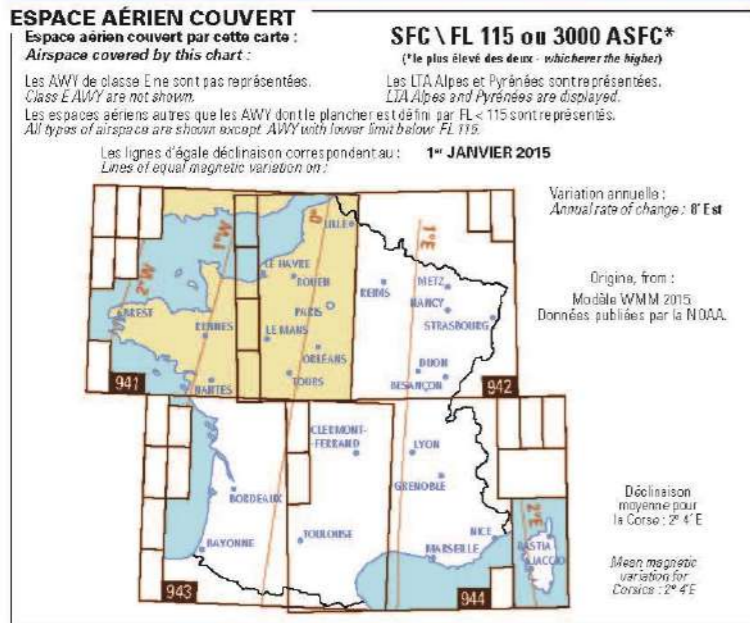 ESPACE AÉRIEN COUVERT
Espace aérien couvert par cette carte :
Airspace covered by this chart :
SFC \ FL 115 ou 3000 ASFC*
(*le plus élevé des deux - whichever the higher)
Les AWY de classe E ne sont pas représentées.
Class E AWY are not shown.
Les LTA Alpes et Pyrénées sont représentées.
LTA Alpes and Pyrénées are displayed.
Les espaces aériens autres que les AWY dont le plancher est défini par FL < 115 sont représentés.
All types of airspace are shown except AWY with lower limit below FL 115.
Les lignes d'égale déclinaison correspondent au : 1er JANVIER 2015
Lines of equal magnetic variation on :
Variation annuelle :
Annual rate of change : 8' Est
Origine, from :
Modèle WMM 2015
Données publiées par la NOAA.
Déclinaison
moyenne pour
la Corse : 2° 4' E
Mean magnetic
variation for
Corsica : 2° 4'E
2°W
1°W
0°
1°E
2°E
LILLE
LE HAVRE
ROUEN
REIMS
METZ
NANCY
PARIS
STRASBOURG
BREST
RENNES
LE MANS
ORLÉANS
DIJON
BESANÇON
NANTES
TOURS
941
942
CLERMONT-
FERRAND
LYON
GRENOBLE
BORDEAUX
BAYONNE
TOULOUSE
MARSEILLE
NICE
BASTIA
AJACCIO
943
944